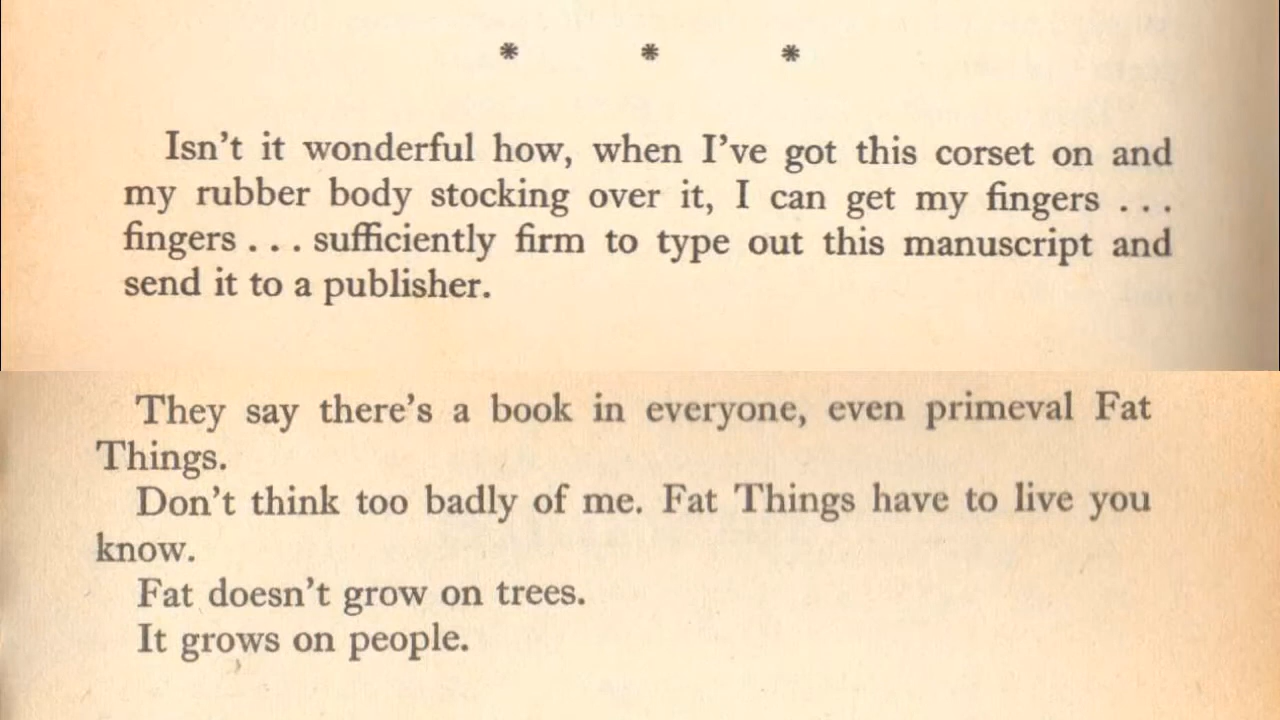 * * *
Isn't it wonderful how, when I've got this corset on and
my rubber body stocking over it, I can get my fingers . . .
fingers . . . sufficiently firm to type out this manuscript and
send it to a publisher.
They say there's a book in everyone, even primeval Fat
Things.
Don't think too badly of me. Fat Things have to live you
know.
Fat doesn't grow on trees.
It grows on people.